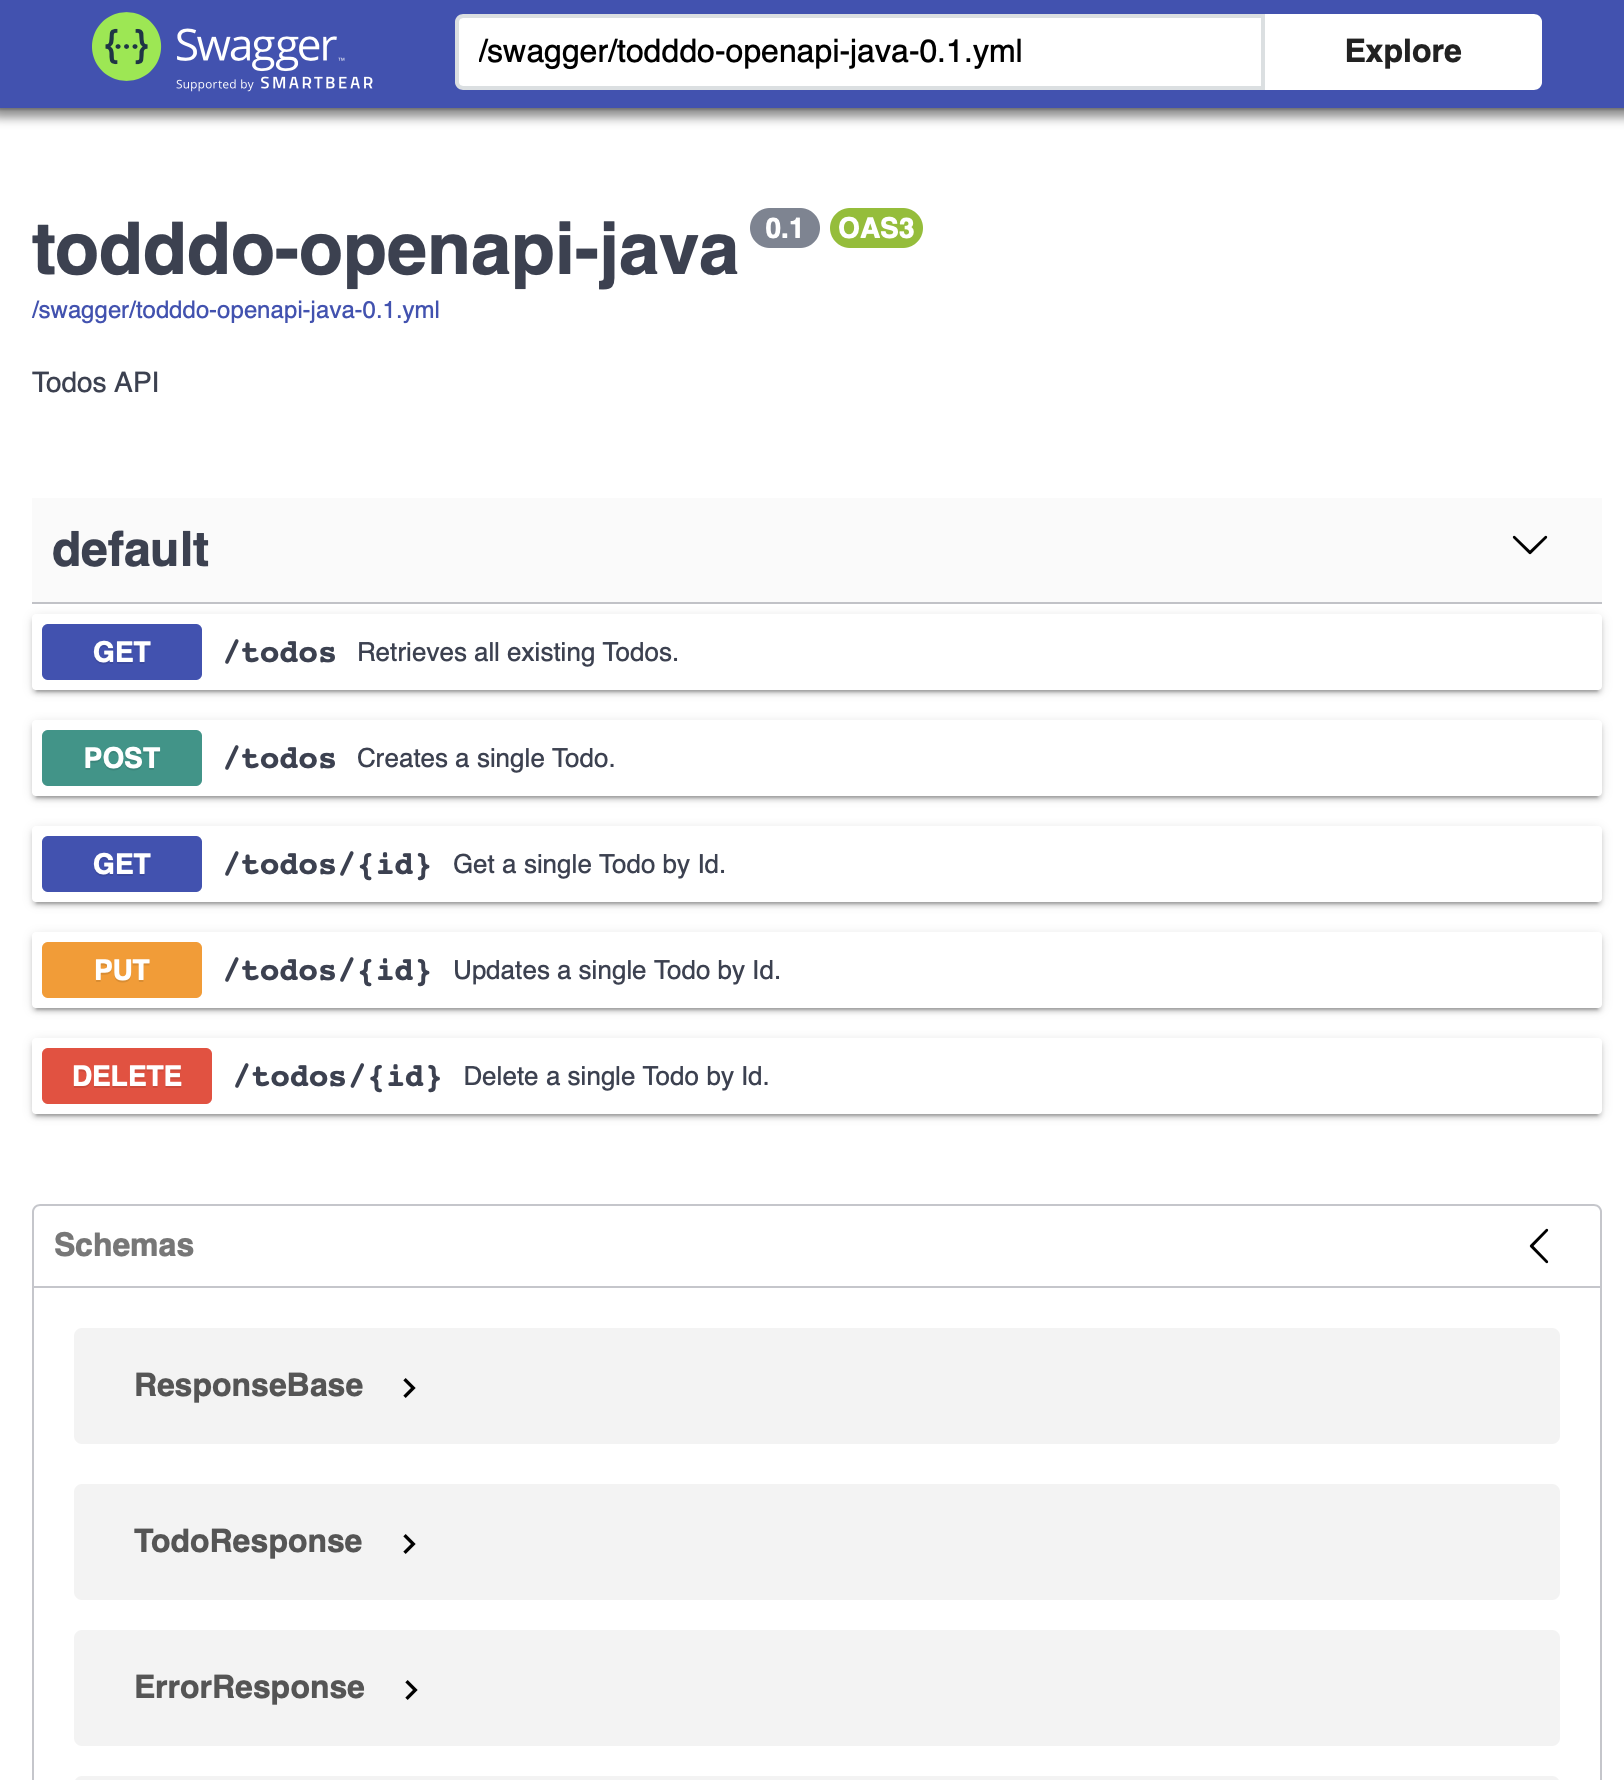 {···} Swagger™
Supported by SMARTBEAR
/swagger/todddo-openapi-java-0.1.yml
Explore
todddo-openapi-java 0.1 OAS3
/swagger/todddo-openapi-java-0.1.yml
Todos API
default
GET /todos Retrieves all existing Todos.
POST /todos Creates a single Todo.
GET /todos/{id} Get a single Todo by Id.
PUT /todos/{id} Updates a single Todo by Id.
DELETE /todos/{id} Delete a single Todo by Id.
Schemas
ResponseBase
TodoResponse
ErrorResponse